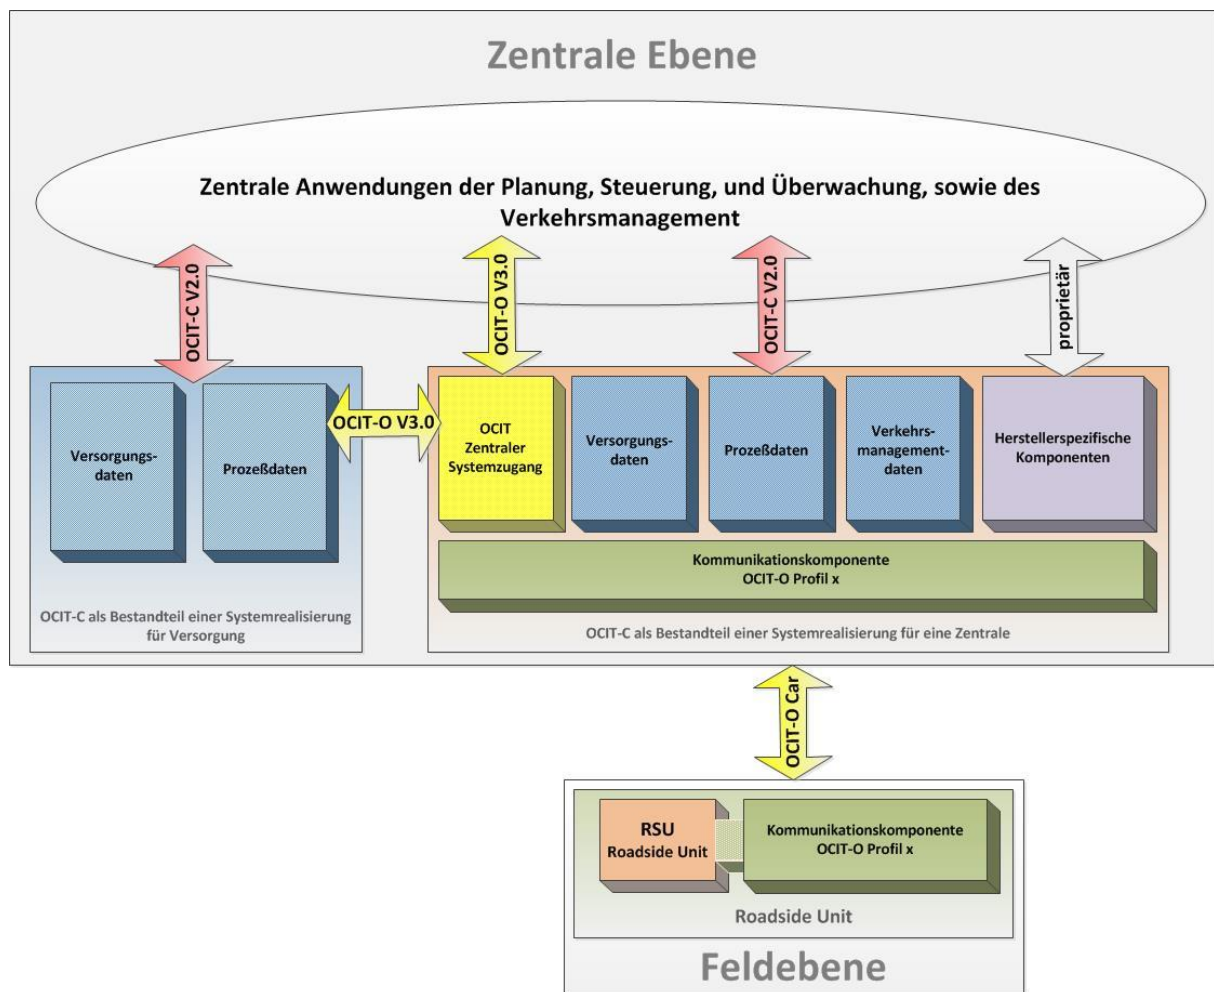 Zentrale Ebene
Zentrale Anwendungen der Planung, Steuerung, und Überwachung, sowie des
Verkehrsmanagement
OCIT-C V2.0
OCIT-O V3.0
OCIT-C V2.0
proprietär
Versorgungs-
daten
Prozeßdaten
OCIT-O V3.0
OCIT
Zentraler
Systemzugang
Versorgungs-
daten
Prozeßdaten
Verkehrs-
management-
daten
Herstellerspezifische
Komponenten
Kommunikationskomponente
OCIT-O Profil x
OCIT-C als Bestandteil einer Systemrealisierung
für Versorgung
OCIT-C als Bestandteil einer Systemrealisierung für eine Zentrale
OCIT-O Car
RSU
Roadside Unit
Kommunikationskomponente
OCIT-O Profil x
Roadside Unit
Feldebene